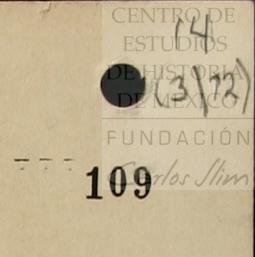 CENTRO DE
ESTUDIOS
DE HISTORIA
DE MÉXICO
FUNDACIÓN
Carlos Slim
14
(3/72)
109